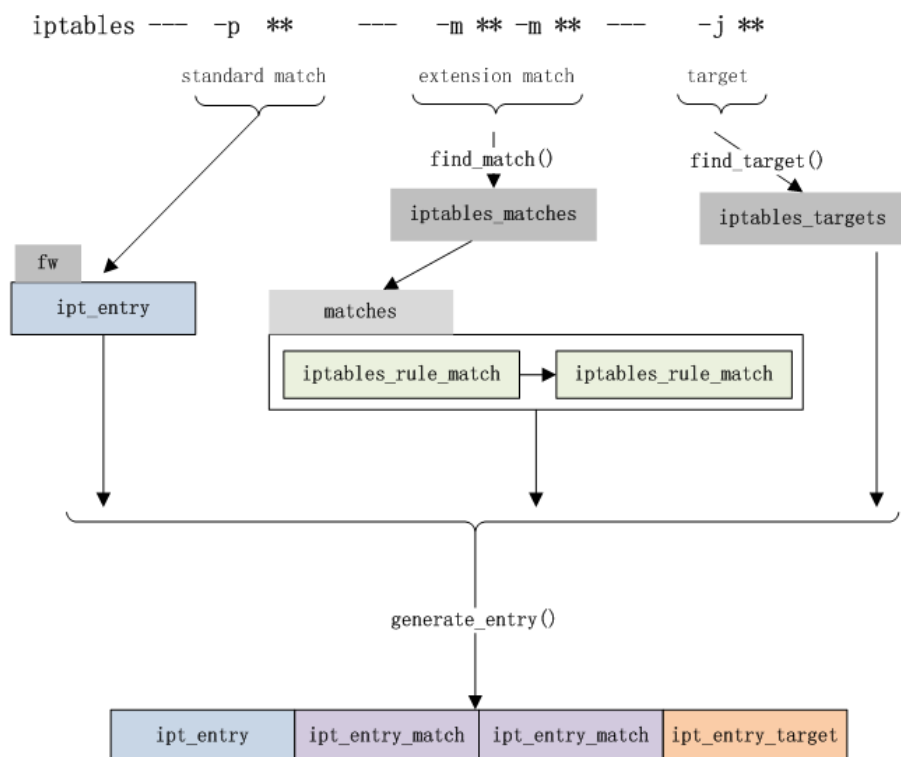 iptables --- -p ** --- -m ** -m ** --- -j **
standard match extension match target
find_match() find_target()
iptables_matches iptables_targets
fw
ipt_entry matches
iptables_rule_match iptables_rule_match
generate_entry()
ipt_entry ipt_entry_match ipt_entry_match ipt_entry_target